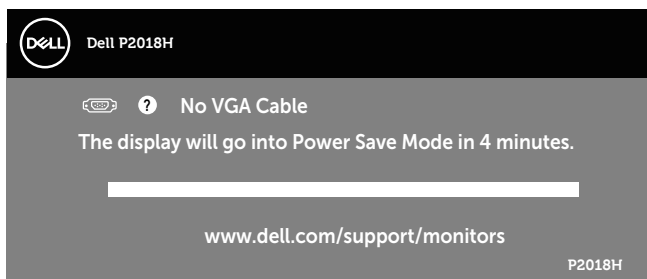 DELL
Dell P2018H
? No VGA Cable
The display will go into Power Save Mode in 4 minutes.
www.dell.com/support/monitors
P2018H